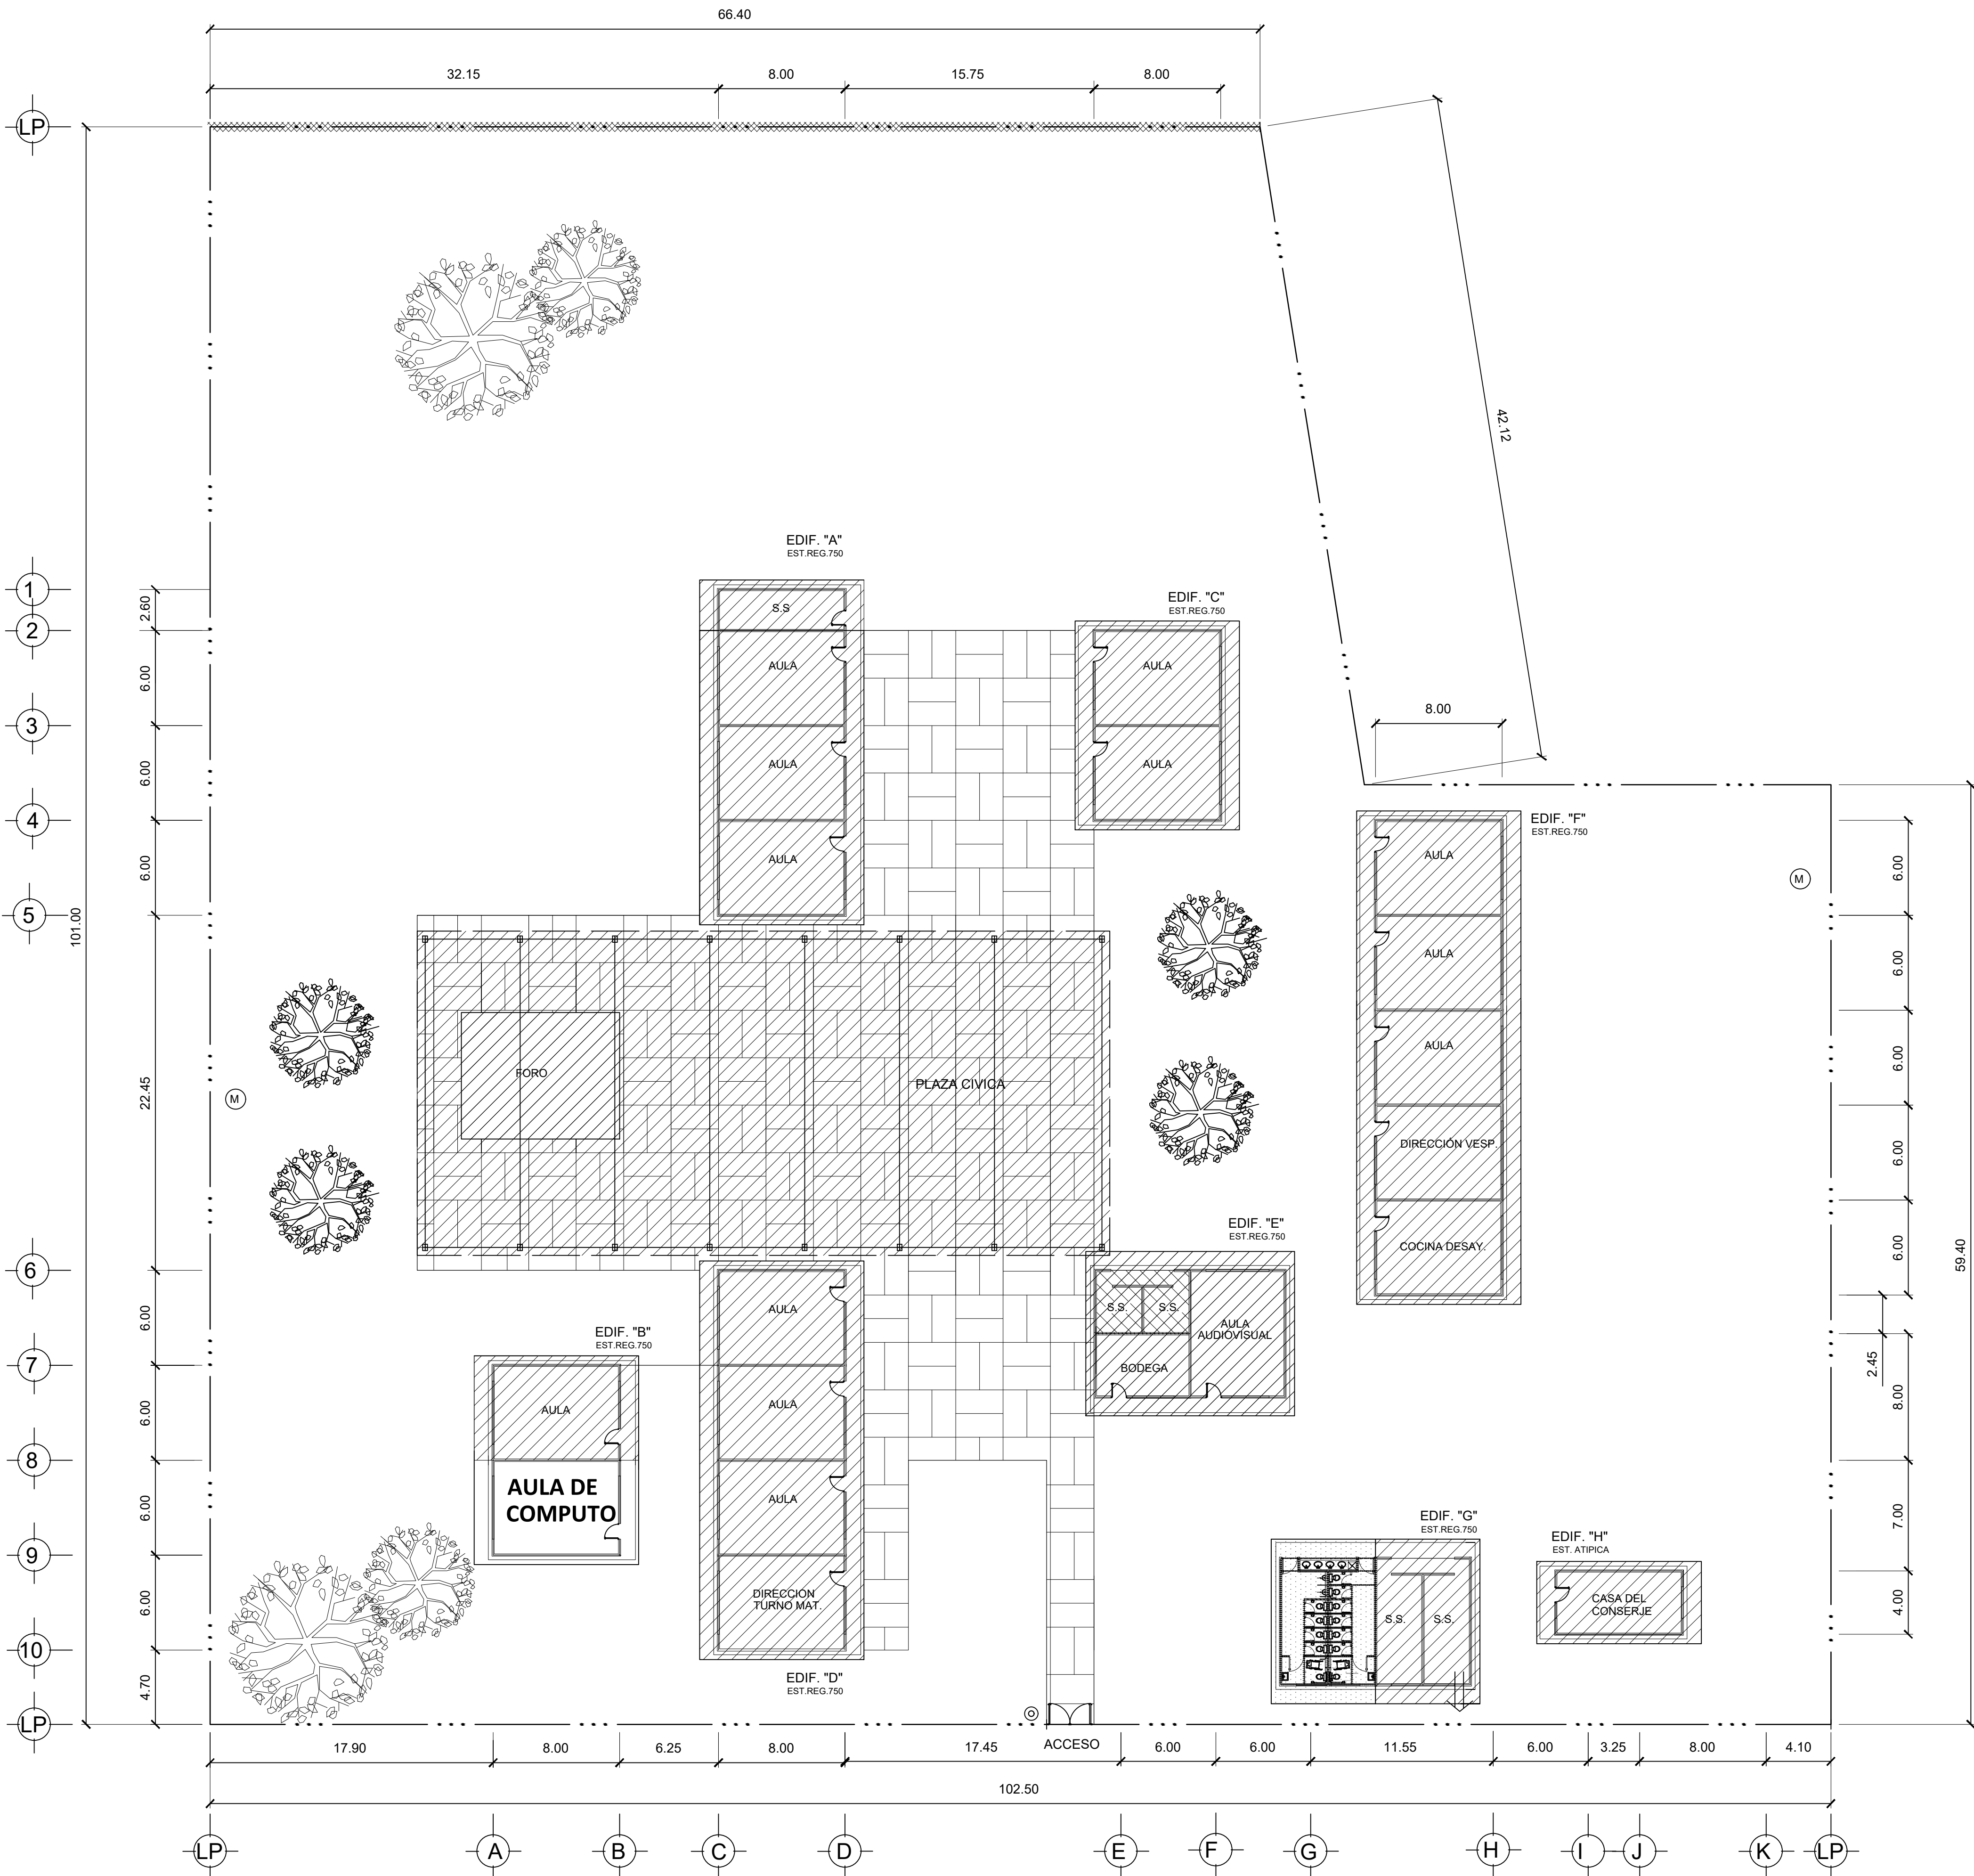 66.40
32.15
8.00
15.75
8.00
LP
42.12
EDIF. "A"
EST.REG.750
1
2.60
S.S
EDIF. "C"
EST.REG.750
2
6.00
AULA
AULA
3
8.00
6.00
AULA
AULA
4
EDIF. "F"
EST.REG.750
6.00
AULA
AULA
6.00
M
5
101.00
AULA
6.00
FORO
PLAZA CIVICA
22.45
M
AULA
6.00
DIRECCIÓN VESP.
6.00
EDIF. "E"
EST.REG.750
COCINA DESAY.
6.00
59.40
6
6.00
AULA
S.S.
S.S.
AULA
AUDIOVISUAL
EDIF. "B"
EST.REG.750
7
BODEGA
2.45
6.00
AULA
AULA
8.00
8
AULA DE
COMPUTO
6.00
AULA
EDIF. "G"
EST.REG.750
7.00
EDIF. "H"
EST. ATIPICA
9
6.00
DIRECCION
TURNO MAT.
S.S.
S.S.
CASA DEL
CONSERJE
4.00
10
4.70
EDIF. "D"
EST.REG.750
LP
ACCESO
17.90
8.00
6.25
8.00
17.45
6.00
6.00
11.55
6.00
3.25
8.00
4.10
102.50
LP
A
B
C
D
E
F
G
H
I
J
K
LP